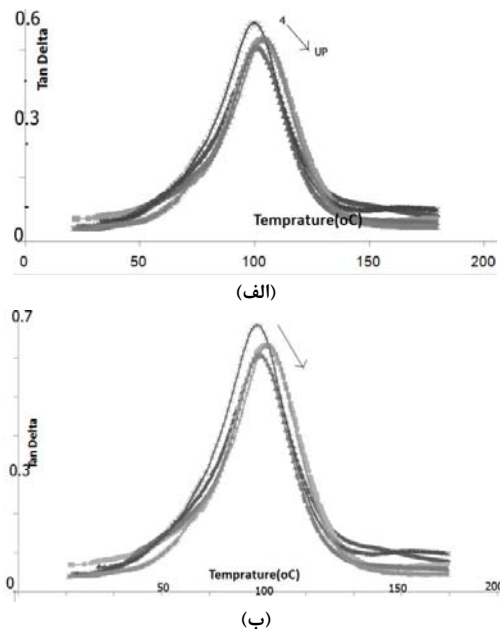 0.6
Tan Delta
4
UP
0.3
Temprature(oC)
0
0 50 100 150 200
(الف)
0.7
0.3
Tan Delta
Temprature(oC)
0
50 100 150 200
(ب)